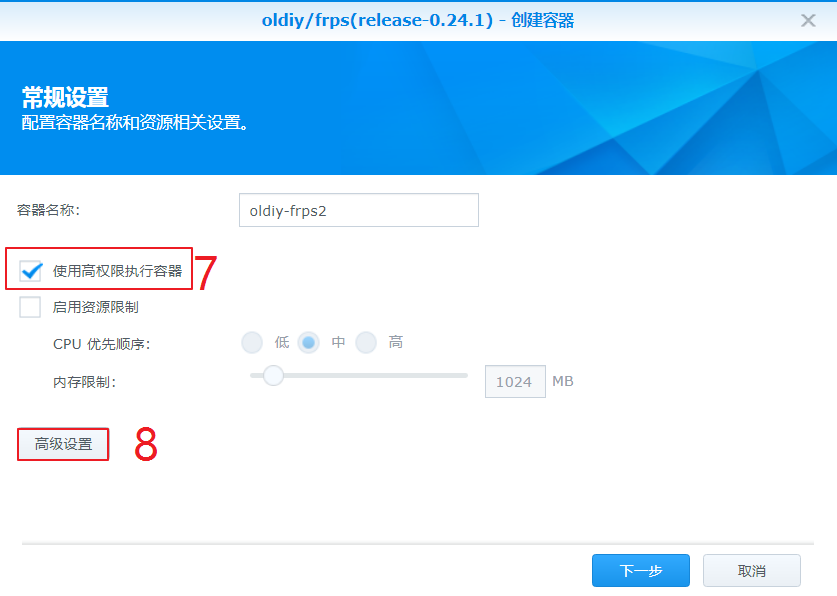 oldiy/frps(release-0.24.1) - 创建容器
常规设置
配置容器名称和资源相关设置。
容器名称: oldiy-frps2
使用高权限执行容器 7
启用资源限制
CPU 优先顺序: 低 中 高
内存限制: 1024 MB
高级设置 8
下一步 取消